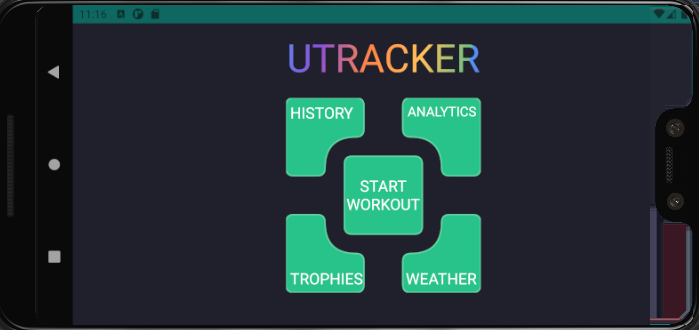 11:16
UTRACKER
HISTORY
ANALYTICS
START
WORKOUT
TROPHIES
WEATHER